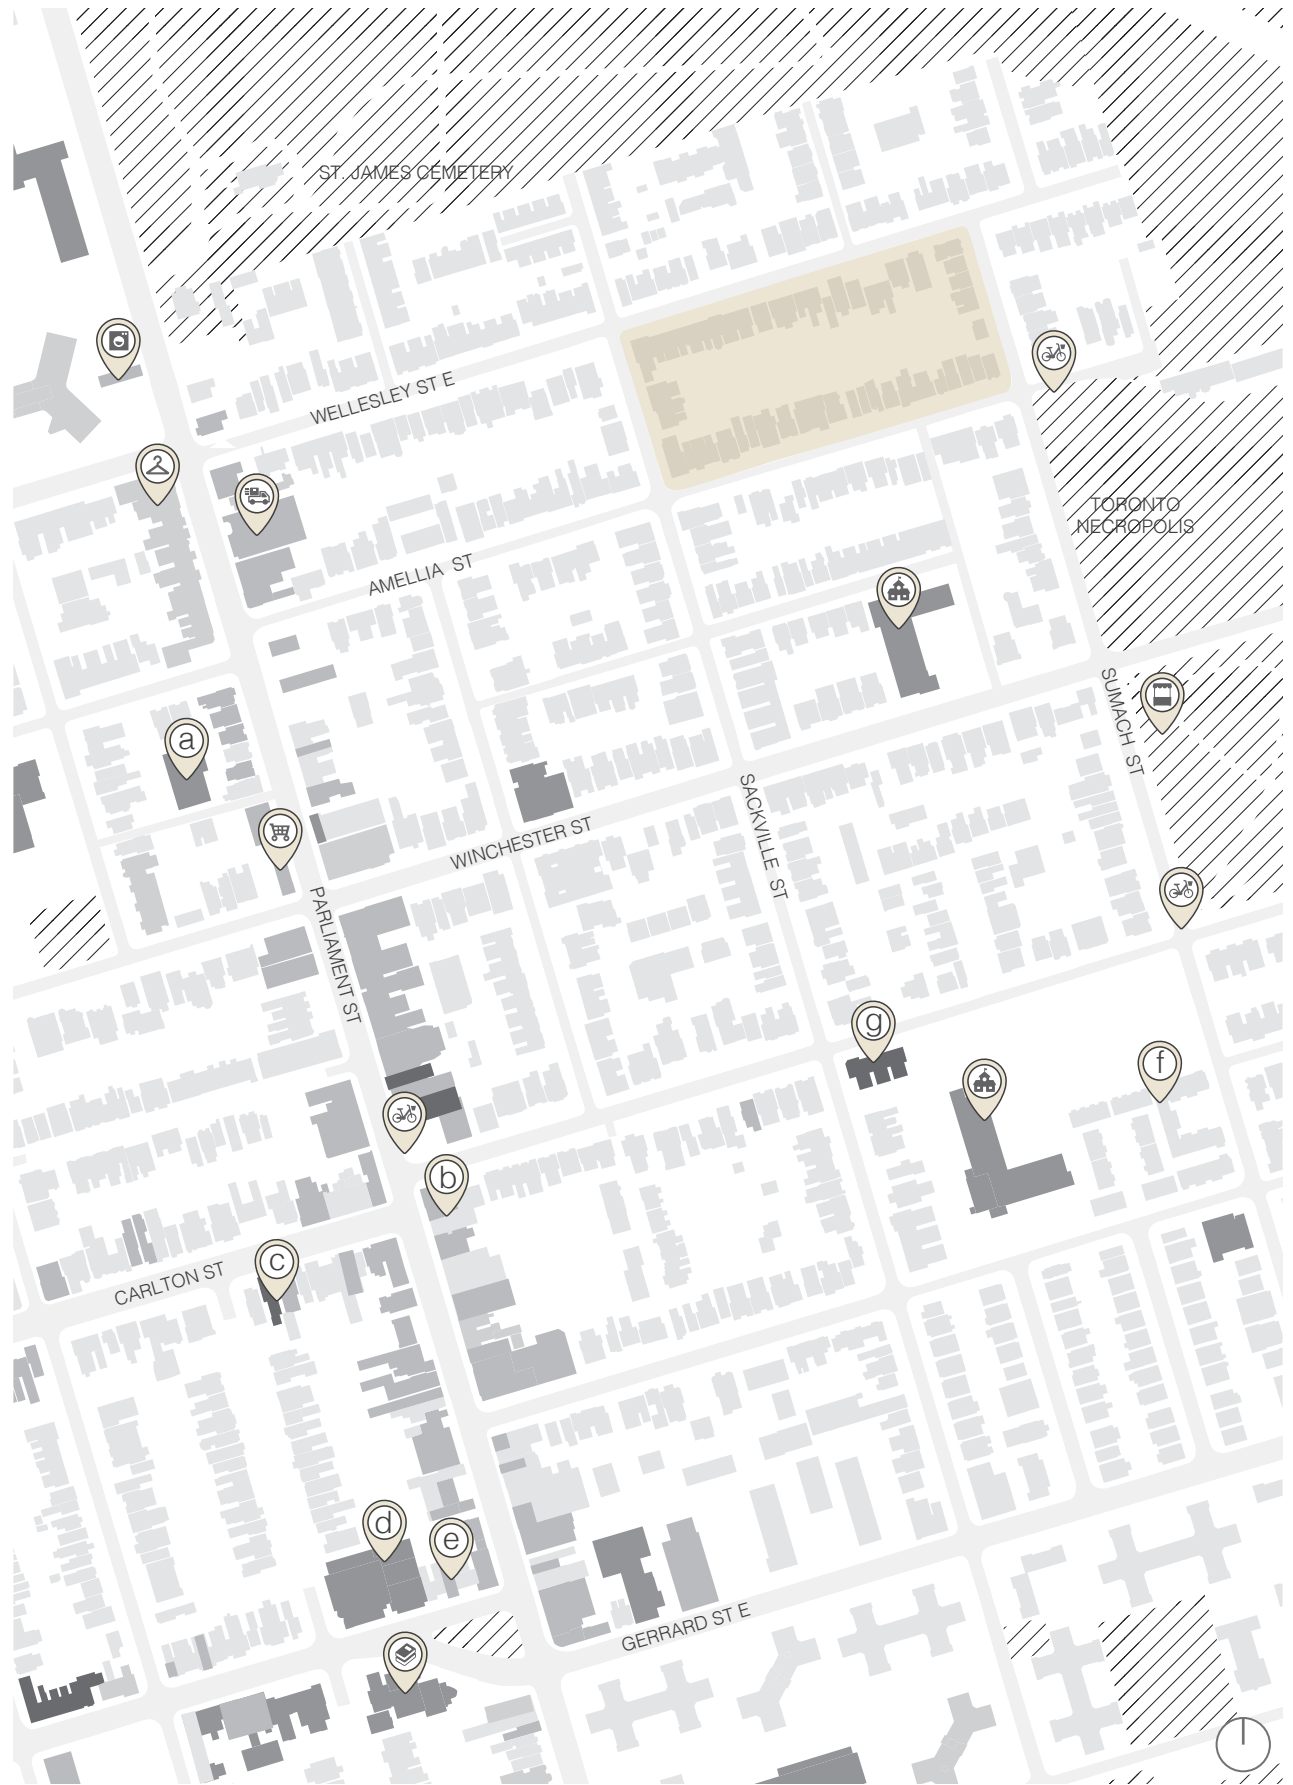 ST. JAMES CEMETERY
WELLESLEY ST E
TORONTO
NECROPOLIS
AMELLIA ST
SUMACH ST
a
SACKVILLE ST
WINCHESTER ST
PARLIAMENT ST
g
f
b
c
CARLTON ST
d
e
GERRARD ST E